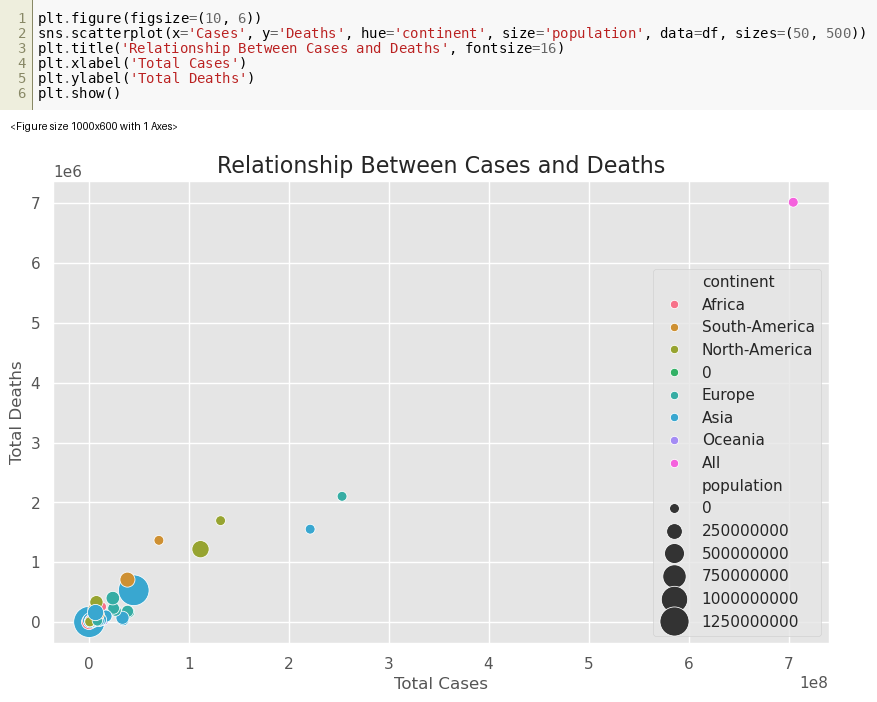 1 plt.figure(figsize=(10, 6))
2 sns.scatterplot(x='Cases', y='Deaths', hue='continent', size='population', data=df, sizes=(50, 500))
3 plt.title('Relationship Between Cases and Deaths', fontsize=16)
4 plt.xlabel('Total Cases')
5 plt.ylabel('Total Deaths')
6 plt.show()
<Figure size 1000x600 with 1 Axes>
Relationship Between Cases and Deaths
1e6
7
6
5
4
3
2
1
0
Total Deaths
continent
Africa
South-America
North-America
0
Europe
Asia
Oceania
All
population
0
250000000
500000000
750000000
1000000000
1250000000
0 1 2 3 4 5 6 7
1e8
Total Cases